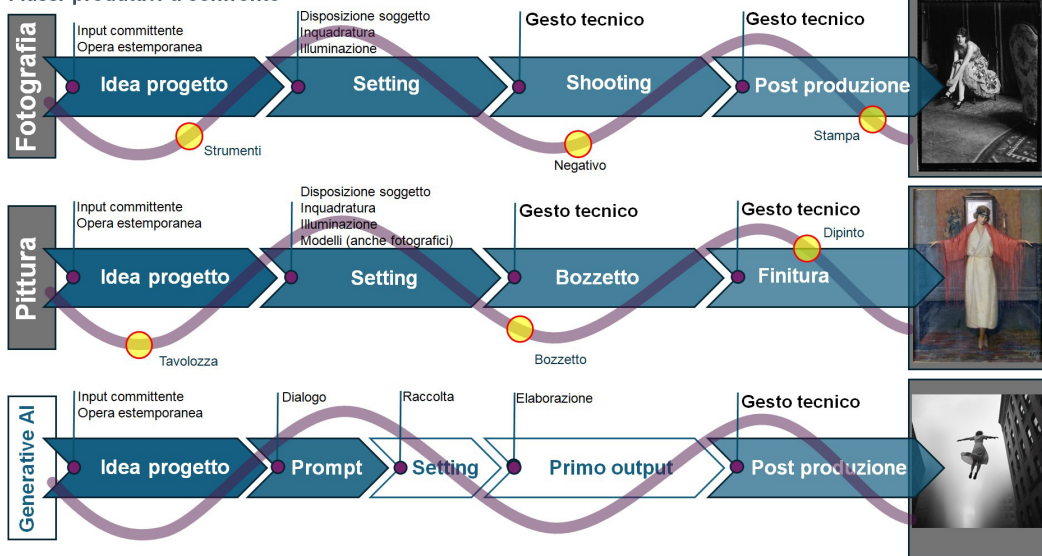 Fotografia
Input committente
Opera estemporanea
Disposizione soggetto
Inquadratura
Illuminazione
Gesto tecnico
Gesto tecnico
Idea progetto
Setting
Shooting
Post produzione
Strumenti
Negativo
Stampa
Pittura
Input committente
Opera estemporanea
Disposizione soggetto
Inquadratura
Illuminazione
Modelli (anche fotografici)
Gesto tecnico
Gesto tecnico
Dipinto
Idea progetto
Setting
Bozzetto
Finitura
Tavolozza
Bozzetto
Generative AI
Input committente
Opera estemporanea
Dialogo
Raccolta
Elaborazione
Gesto tecnico
Idea progetto
Prompt
Setting
Primo output
Post produzione